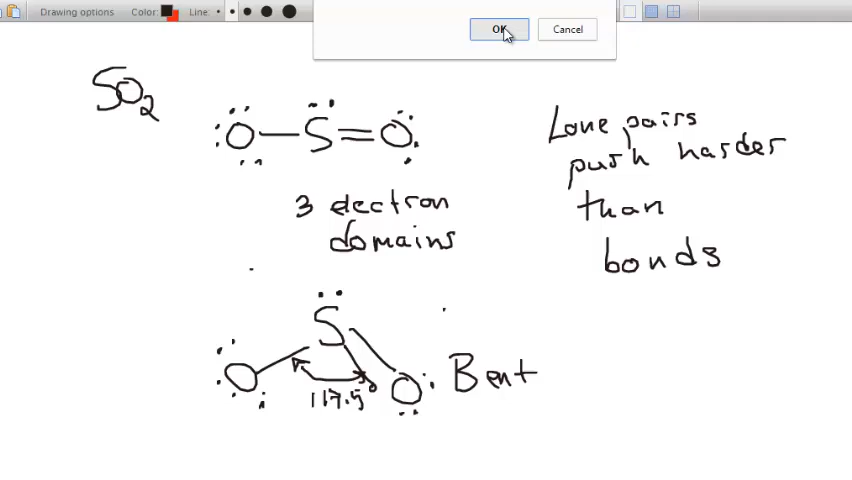 Drawing options
Color:
Line:
OK
Cancel
SO2
O S O
3 electron
domains
Lone pairs
push harder
than
bonds
S
O O
117.5°
Bent